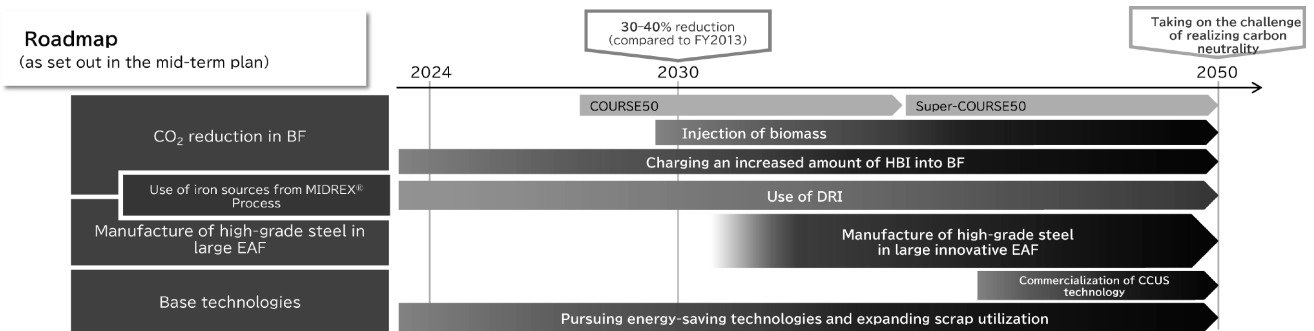 Roadmap
(as set out in the mid-term plan)
30–40% reduction
(compared to FY2013)
Taking on the challenge
of realizing carbon
neutrality
2024
2030
2050
CO₂ reduction in BF
COURSE50
Super-COURSE50
Injection of biomass
Charging an increased amount of HBI into BF
Use of iron sources from MIDREX®
Process
Use of DRI
Manufacture of high-grade steel in
large EAF
Manufacture of high-grade steel
in large innovative EAF
Base technologies
Commercialization of CCUS
technology
Pursuing energy-saving technologies and expanding scrap utilization